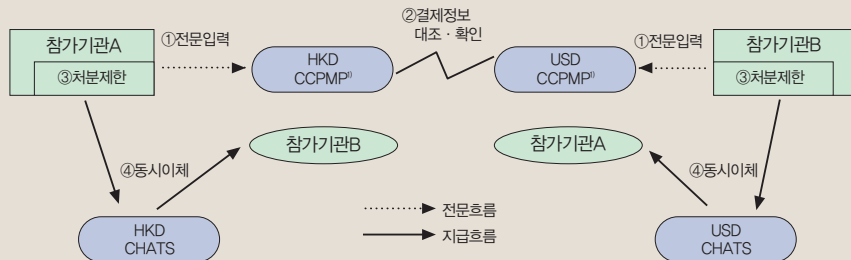 ②결제정보
대조 · 확인
참가기관A
①전문입력
HKD
CCPMP¹⁾
USD
CCPMP¹⁾
①전문입력
참가기관B
③처분제한
③처분제한
참가기관B
참가기관A
④동시이체
④동시이체
전문흐름
지급흐름
HKD
CHATS
USD
CHATS